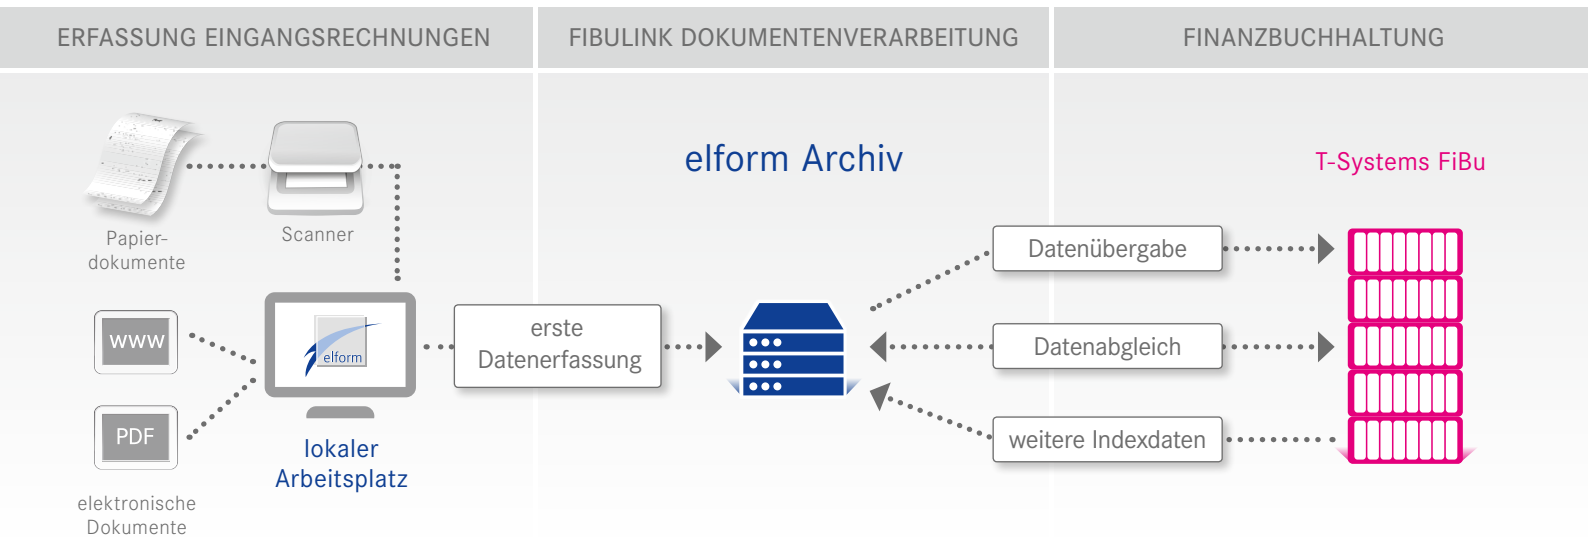 ERFASSUNG EINGANGSRECHNUNGEN
FIBULINK DOKUMENTENVERARBEITUNG
FINANZBUCHHALTUNG
elform Archiv
T-Systems FiBu
Papier-
dokumente
Scanner
www
PDF
elektronische
Dokumente
elform
lokaler
Arbeitsplatz
erste
Datenerfassung
Datenübergabe
Datenabgleich
weitere Indexdaten